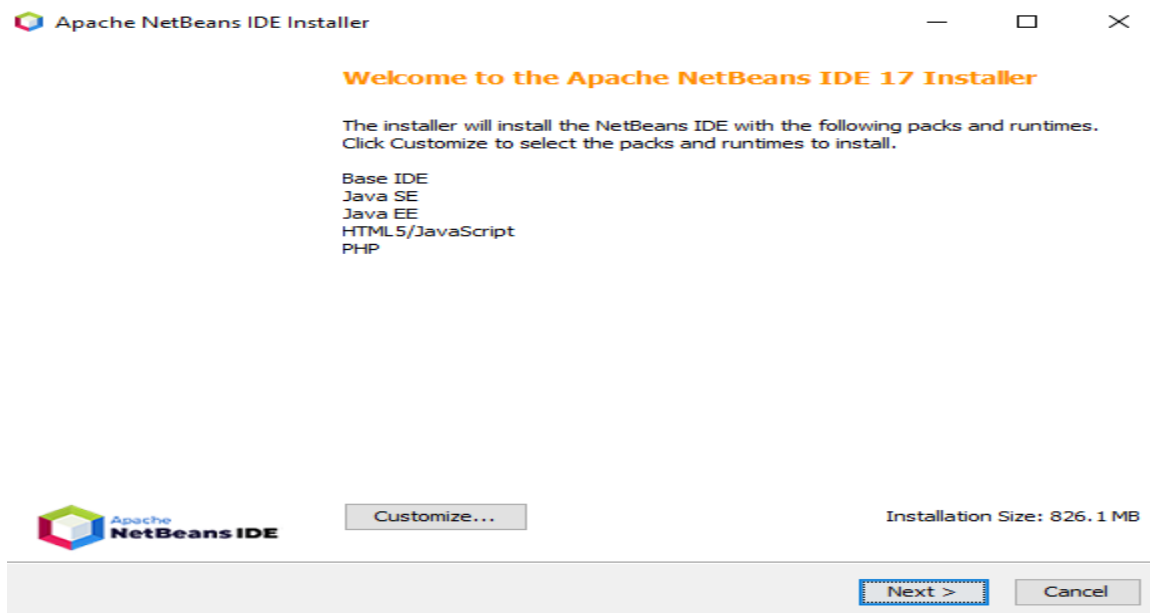 Apache NetBeans IDE Installer
Welcome to the Apache NetBeans IDE 17 Installer
The installer will install the NetBeans IDE with the following packs and runtimes.
Click Customize to select the packs and runtimes to install.
Base IDE
Java SE
Java EE
HTML5/JavaScript
PHP
Apache
NetBeans IDE
Customize...
Installation Size: 826.1 MB
Next >
Cancel